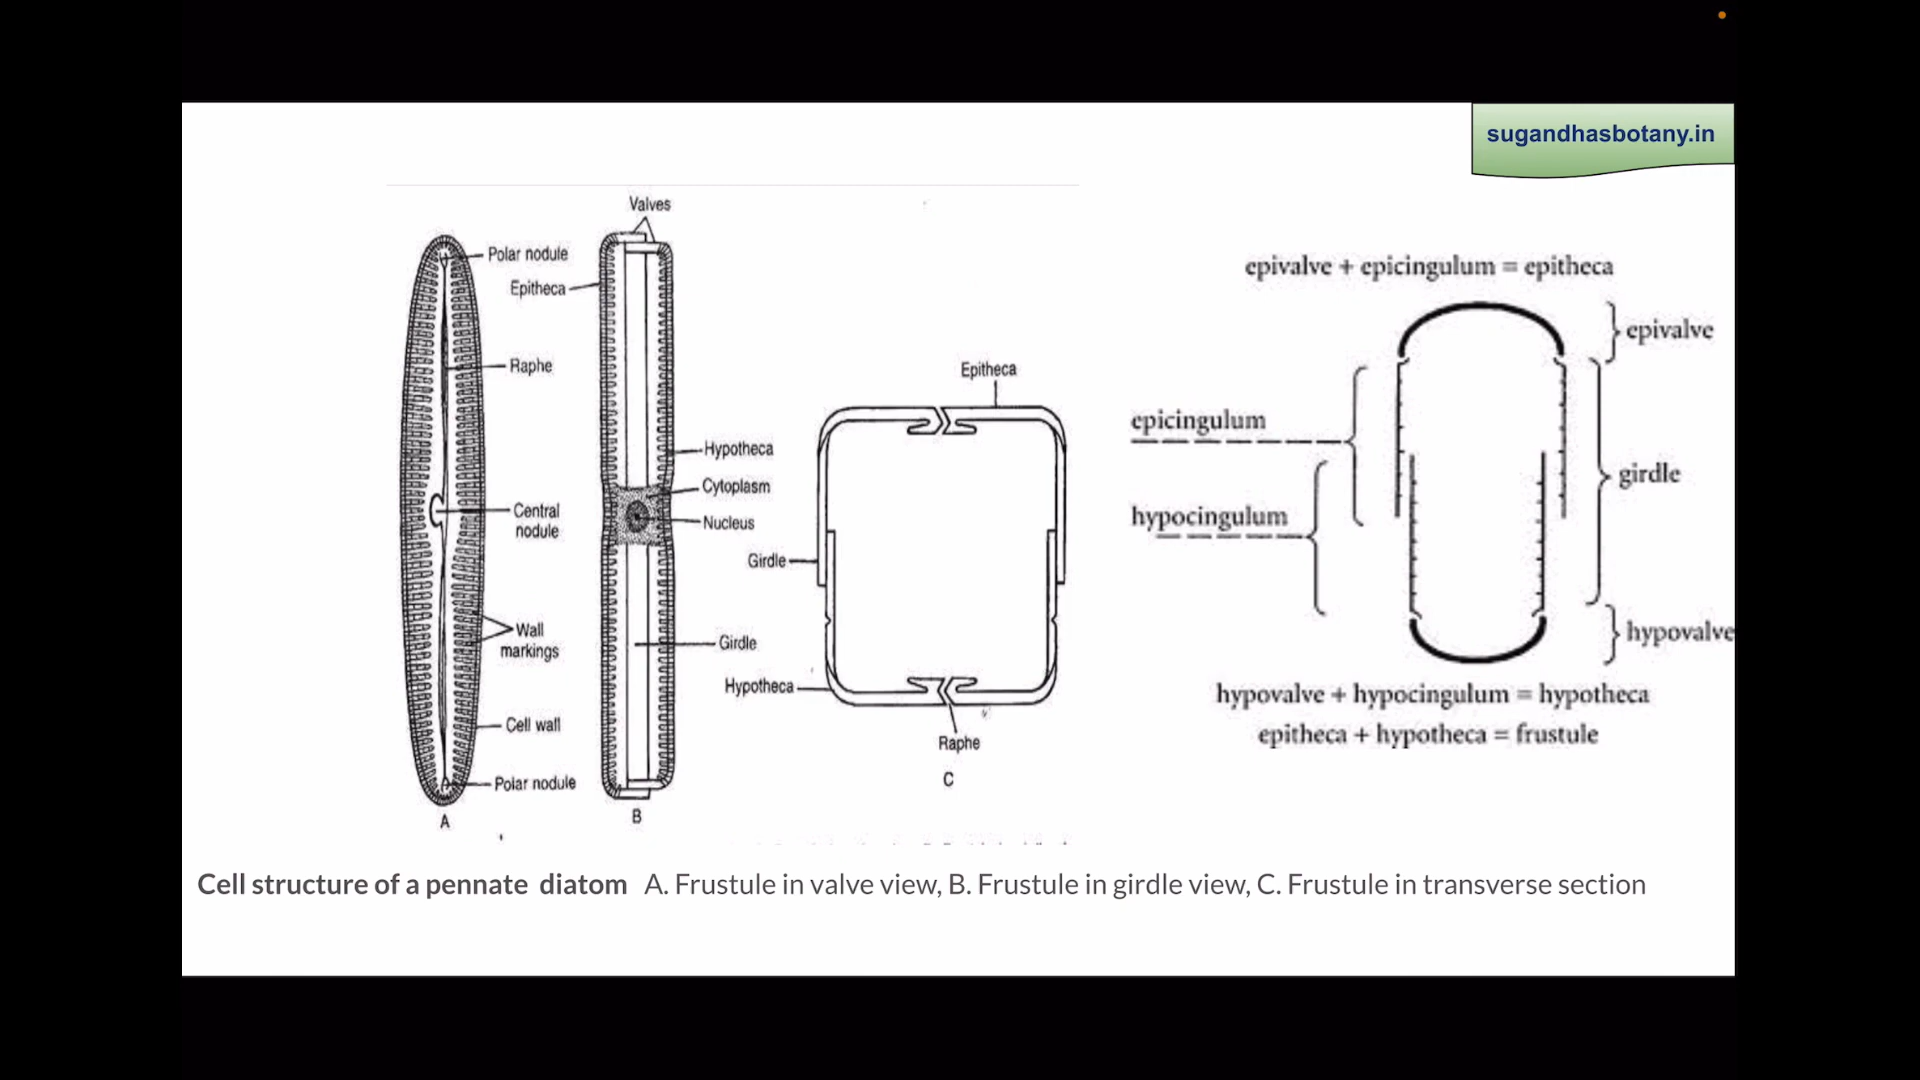 sugandhasbotany.in
Valves
Polar nodule
Epitheca
Raphe
Hypotheca
Cytoplasm
Central
nodule
Nucleus
Wall
markings
Girdle
Cell wall
Polar nodule
A
B
Epitheca
Girdle
Hypotheca
Raphe
C
epivalve + epicingulum = epitheca
epivalve
epicingulum
girdle
hypocingulum
hypovalve
hypovalve + hypocingulum = hypotheca
epitheca + hypotheca = frustule
Cell structure of a pennate diatom A. Frustule in valve view, B. Frustule in girdle view, C. Frustule in transverse section